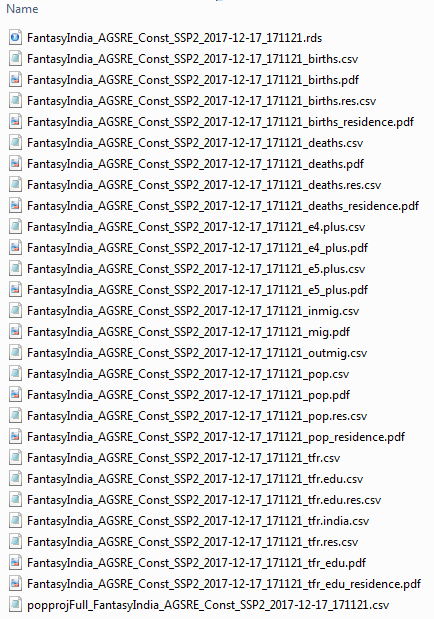 Name
FantasyIndia_AGSRE_Const_SSP2_2017-12-17_171121.rds
FantasyIndia_AGSRE_Const_SSP2_2017-12-17_171121_births.csv
FantasyIndia_AGSRE_Const_SSP2_2017-12-17_171121_births.pdf
FantasyIndia_AGSRE_Const_SSP2_2017-12-17_171121_births.res.csv
FantasyIndia_AGSRE_Const_SSP2_2017-12-17_171121_births_residence.pdf
FantasyIndia_AGSRE_Const_SSP2_2017-12-17_171121_deaths.csv
FantasyIndia_AGSRE_Const_SSP2_2017-12-17_171121_deaths.pdf
FantasyIndia_AGSRE_Const_SSP2_2017-12-17_171121_deaths.res.csv
FantasyIndia_AGSRE_Const_SSP2_2017-12-17_171121_deaths_residence.pdf
FantasyIndia_AGSRE_Const_SSP2_2017-12-17_171121_e4.plus.csv
FantasyIndia_AGSRE_Const_SSP2_2017-12-17_171121_e4_plus.pdf
FantasyIndia_AGSRE_Const_SSP2_2017-12-17_171121_e5.plus.csv
FantasyIndia_AGSRE_Const_SSP2_2017-12-17_171121_e5_plus.pdf
FantasyIndia_AGSRE_Const_SSP2_2017-12-17_171121_inmig.csv
FantasyIndia_AGSRE_Const_SSP2_2017-12-17_171121_mig.pdf
FantasyIndia_AGSRE_Const_SSP2_2017-12-17_171121_outmig.csv
FantasyIndia_AGSRE_Const_SSP2_2017-12-17_171121_pop.csv
FantasyIndia_AGSRE_Const_SSP2_2017-12-17_171121_pop.pdf
FantasyIndia_AGSRE_Const_SSP2_2017-12-17_171121_pop.res.csv
FantasyIndia_AGSRE_Const_SSP2_2017-12-17_171121_pop_residence.pdf
FantasyIndia_AGSRE_Const_SSP2_2017-12-17_171121_tfr.csv
FantasyIndia_AGSRE_Const_SSP2_2017-12-17_171121_tfr.edu.csv
FantasyIndia_AGSRE_Const_SSP2_2017-12-17_171121_tfr.edu.res.csv
FantasyIndia_AGSRE_Const_SSP2_2017-12-17_171121_tfr.india.csv
FantasyIndia_AGSRE_Const_SSP2_2017-12-17_171121_tfr.res.csv
FantasyIndia_AGSRE_Const_SSP2_2017-12-17_171121_tfr_edu.pdf
FantasyIndia_AGSRE_Const_SSP2_2017-12-17_171121_tfr_edu_residence.pdf
popprojFull_FantasyIndia_AGSRE_Const_SSP2_2017-12-17_171121.csv